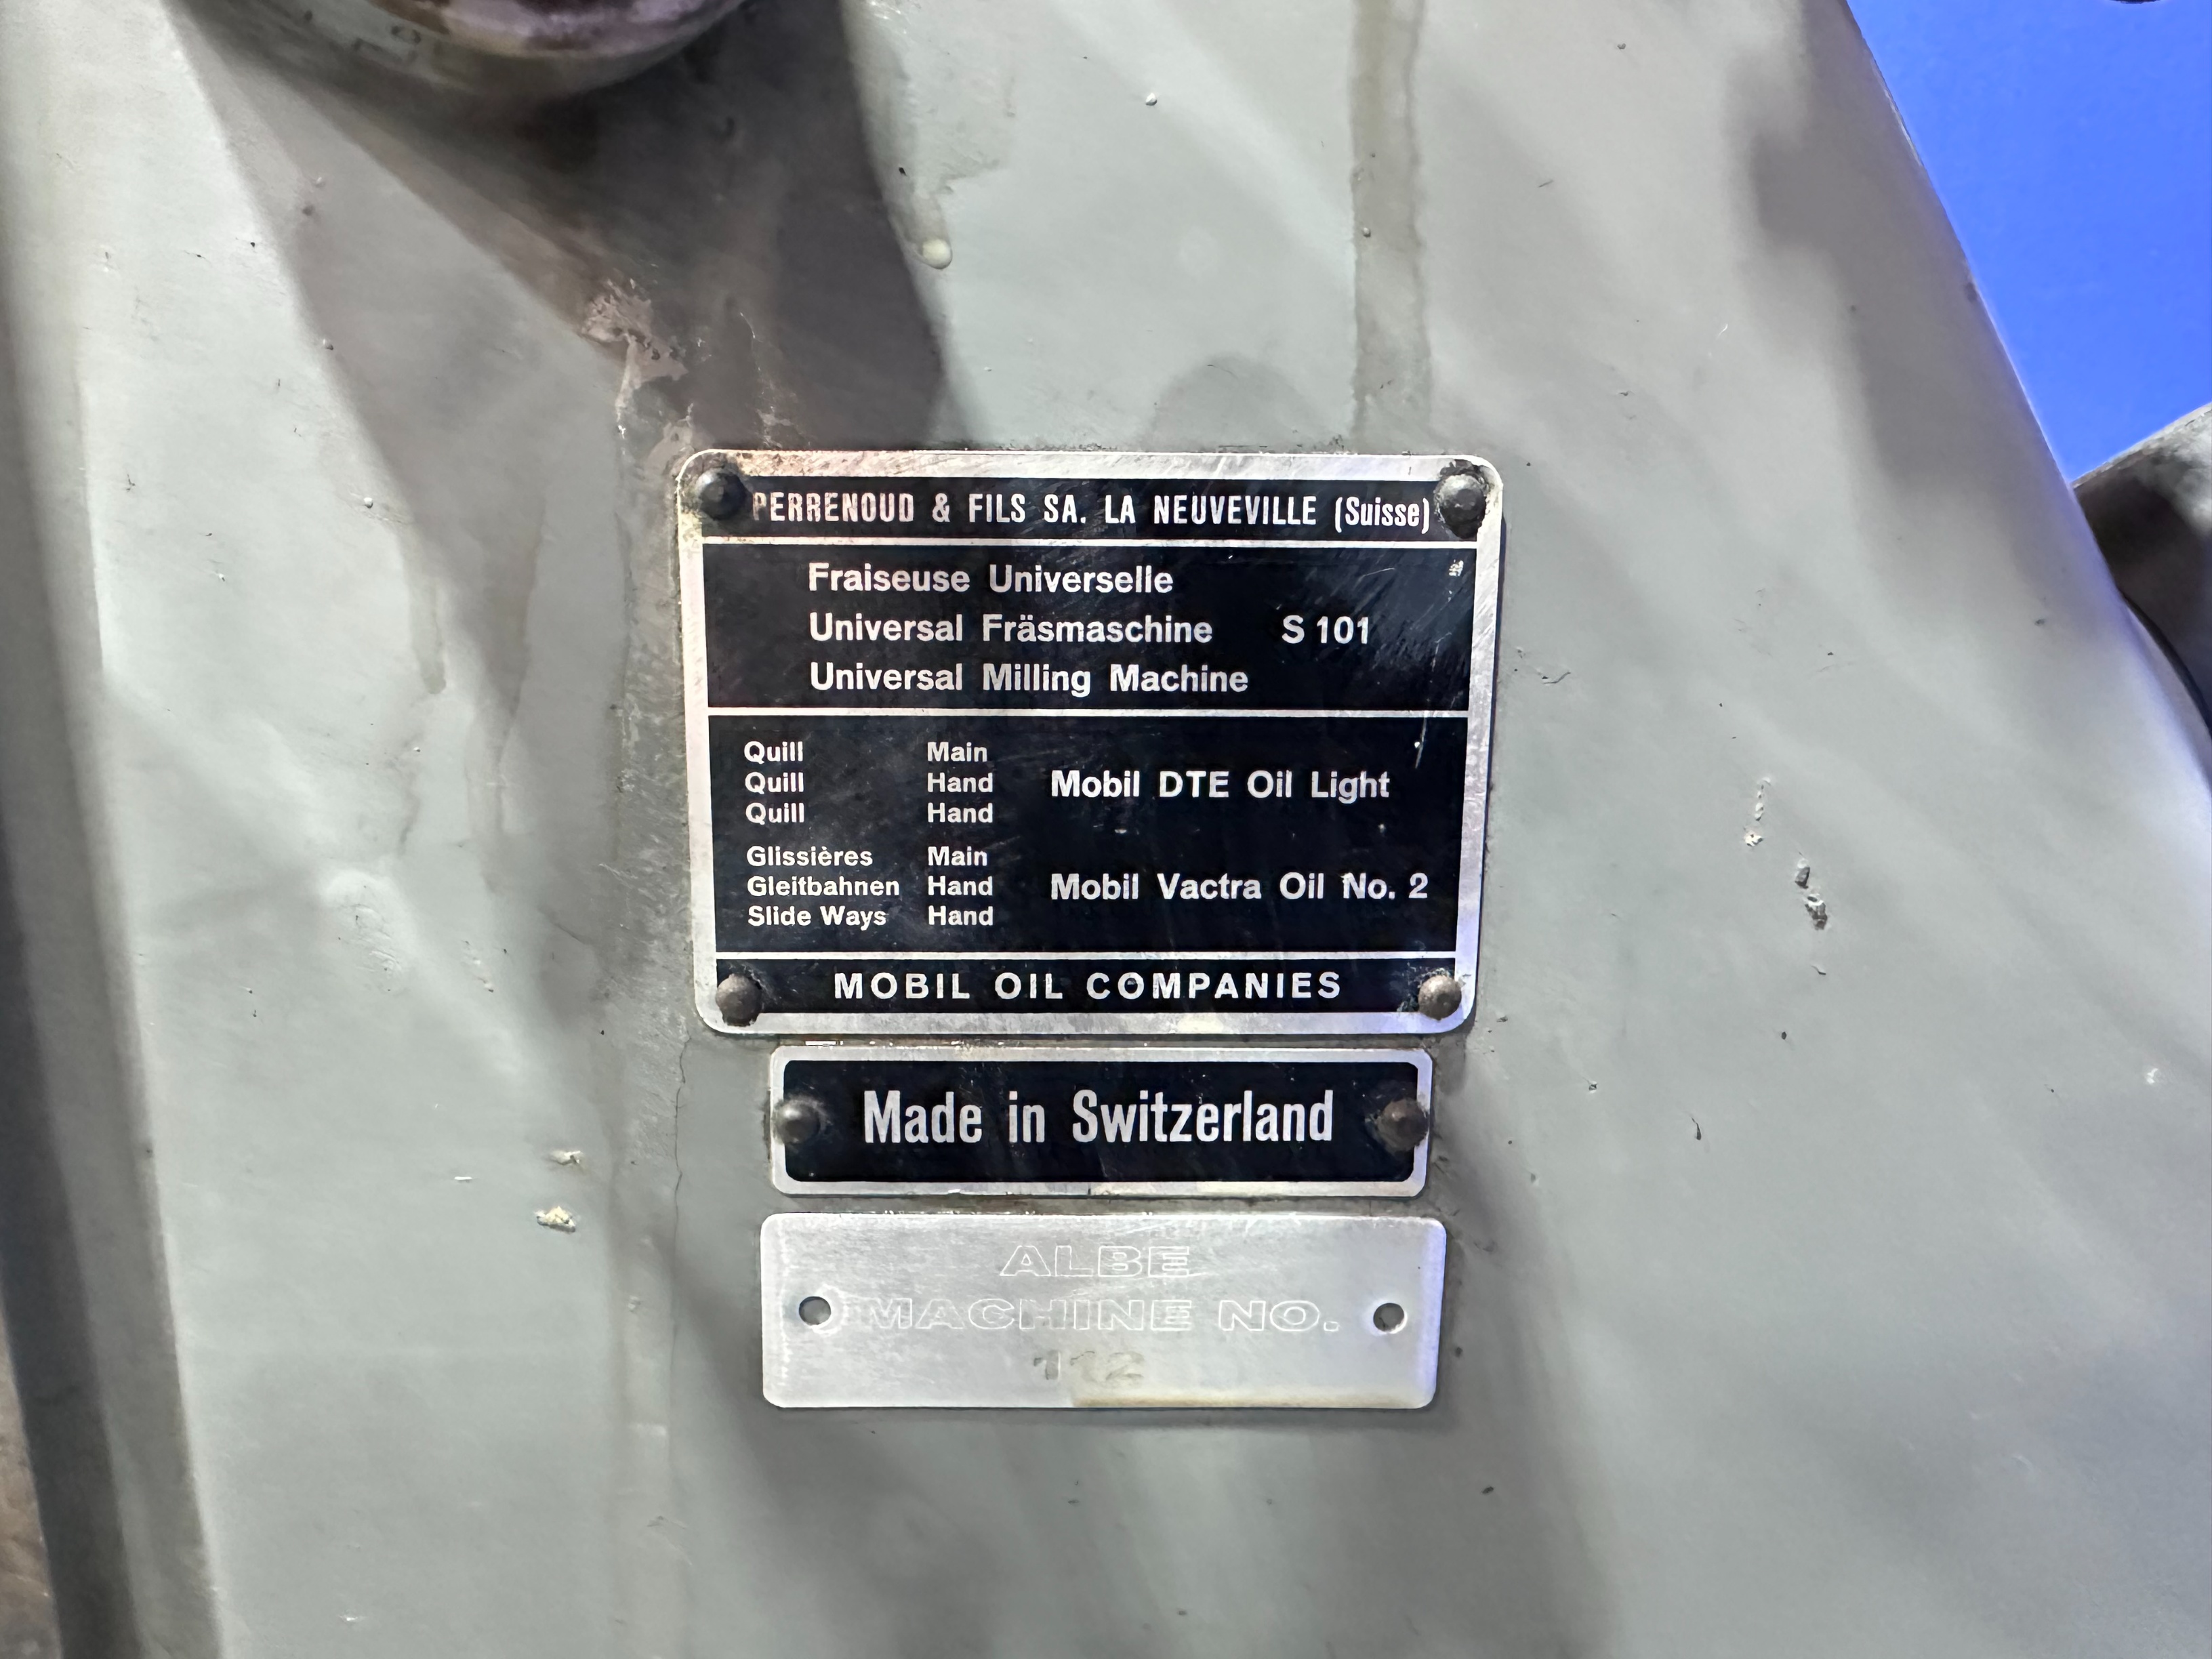 PERRENOUD & FILS SA. LA NEUVEVILLE (Suisse)
Fraiseuse Universelle
Universal Fräsmaschine S 101
Universal Milling Machine
Quill Main
Quill Hand Mobil DTE Oil Light
Quill Hand
Glissières Main
Gleitbahnen Hand Mobil Vactra Oil No. 2
Slide Ways Hand
MOBIL OIL COMPANIES
Made in Switzerland
ALBE
MACHINE NO.
112